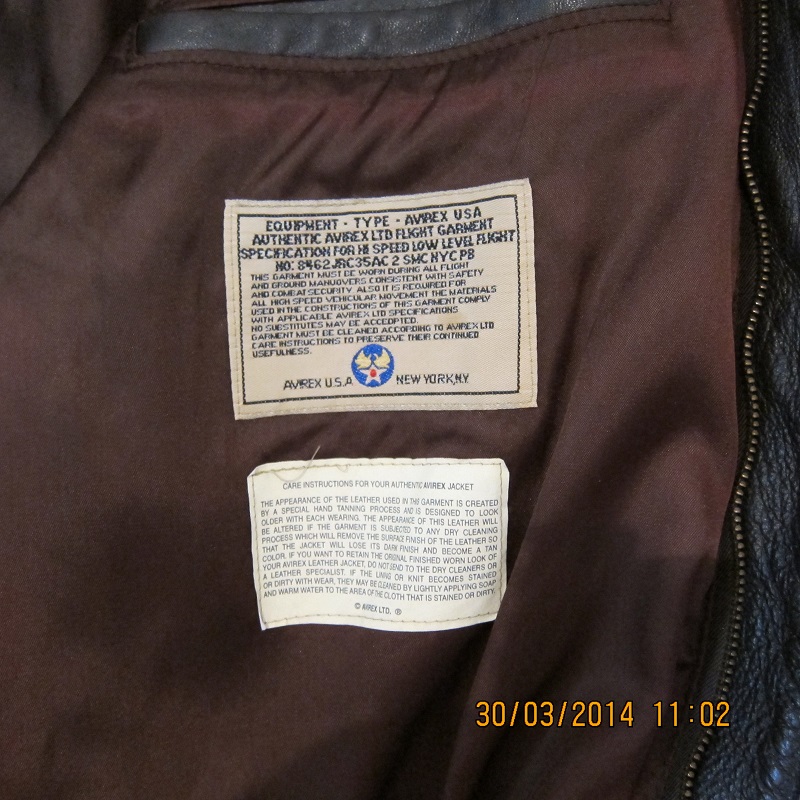 EQUIPMENT - TYPE - AVIREX USA
AUTHENTIC AVIREX LTD FLIGHT GARMENT
SPECIFICATION FOR HI SPEED LOW LEVEL FLIGHT
NO: 8462JRC35AC 2 SMC NYC PB
THIS GARMENT MUST BE WORN DURING ALL FLIGHT
AND GROUND MANUOVERS CONSISTENT WITH SAFETY
AND COMBAT SECURITY. ALSO IT IS REQUIRED FOR
ALL HIGH SPEED VEHICULAR MOVEMENT THE MATERIALS
USED IN THE CONSTRUCTIONS OF THIS GARMENT COMPLY
WITH APPLICABLE AVIREX LTD SPECIFICATIONS
NO SUBSTITUTES MAY BE ACCEOPTED.
GARMENT MUST BE CLEANED ACCORDING TO AVIREX LTD
CARE INSTRUCTIONS TO PRESERVE THEIR CONTINUED
USEFULNESS.
AVIREX U.S.A. NEW YORK,N.Y.
CARE INSTRUCTIONS FOR YOUR AUTHENTIC AVIREX JACKET
THE APPEARANCE OF THE LEATHER USED IN THIS GARMENT IS CREATED
BY A SPECIAL HAND TANNING PROCESS AND IS DESIGNED TO LOOK
OLDER WITH EACH WEARING. THE APPEARANCE OF THIS LEATHER WILL
BE ALTERED IF THE GARMENT IS SUBJECTED TO ANY DRY CLEANING
PROCESS WHICH WILL REMOVE THE SURFACE FINISH OF THE LEATHER SO
THAT THE JACKET WILL LOSE ITS DARK FINISH AND BECOME A TAN
COLOR. IF YOU WANT TO RETAIN THE ORIGINAL FINISHED WORN LOOK OF
YOUR AVIREX LEATHER JACKET, DO NOT SEND TO THE DRY CLEANERS OR
A LEATHER SPECIALIST. IF THE LINING OR KNIT BECOMES STAINED
OR DIRTY WITH WEAR, THEY MAY BE CLEANED BY LIGHTLY APPLYING SOAP
AND WARM WATER TO THE AREA OF THE CLOTH THAT IS STAINED OR DIRTY.
© AVIREX LTD. ®
30/03/2014 11:02